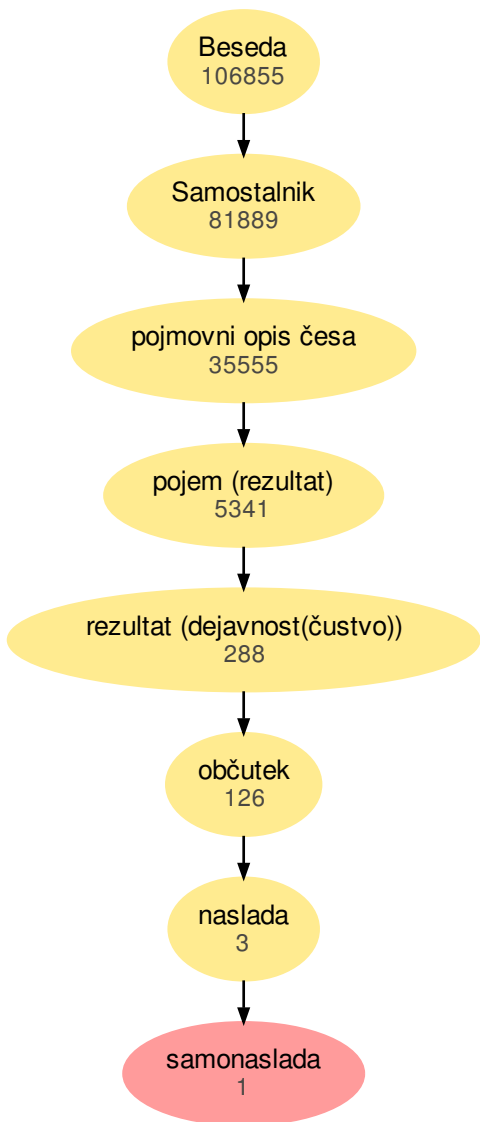 Beseda
106855
Samostalnik
81889
pojmovni opis česa
35555
pojem (rezultat)
5341
rezultat (dejavnost(čustvo))
288
občutek
126
naslada
3
samonaslada
1